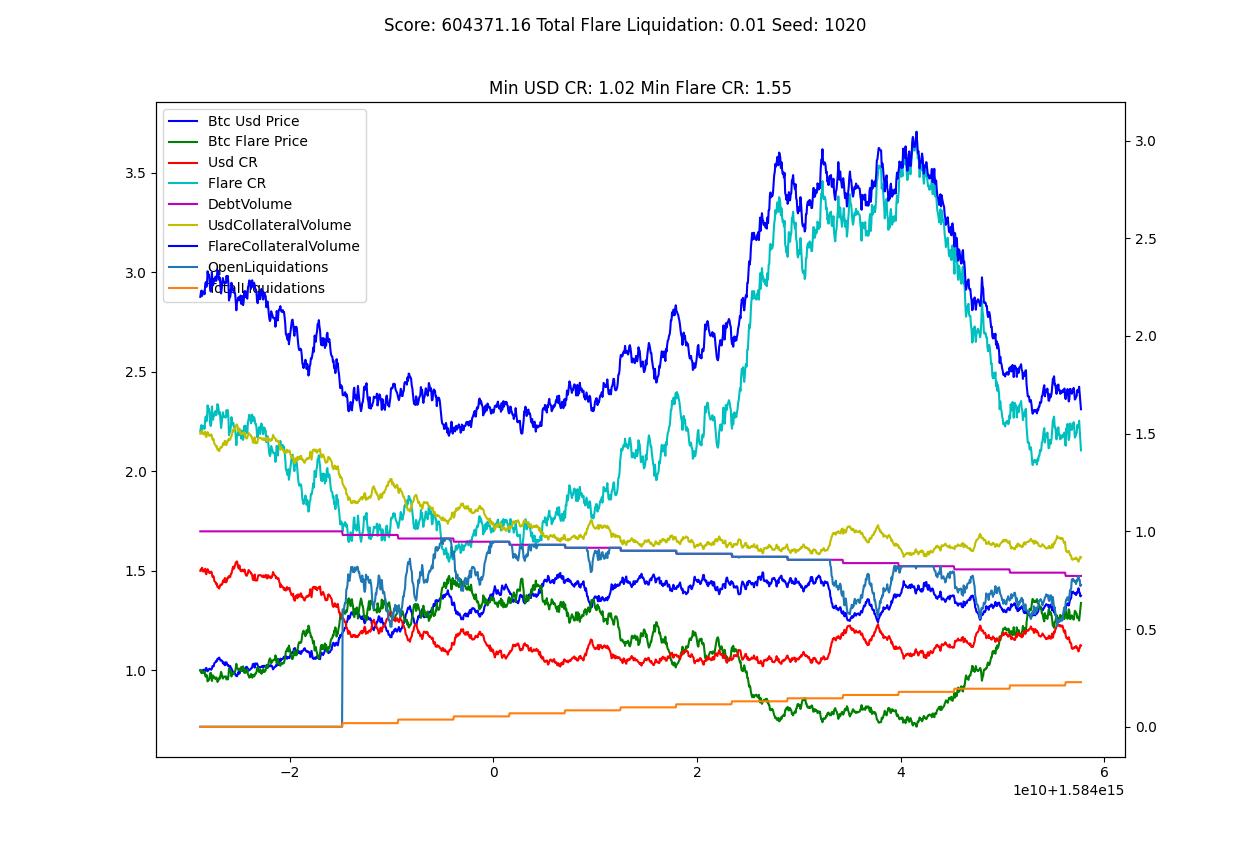 Score: 604371.16 Total Flare Liquidation: 0.01 Seed: 1020
Min USD CR: 1.02 Min Flare CR: 1.55
Btc Usd Price
Btc Flare Price
Usd CR
Flare CR
DebtVolume
UsdCollateralVolume
FlareCollateralVolume
OpenLiquidations
TotalLiquidations
3.5
3.0
2.5
2.0
1.5
1.0
3.0
2.5
2.0
1.5
1.0
0.5
0.0
−2 0 2 4 6
1e10+1.584e15